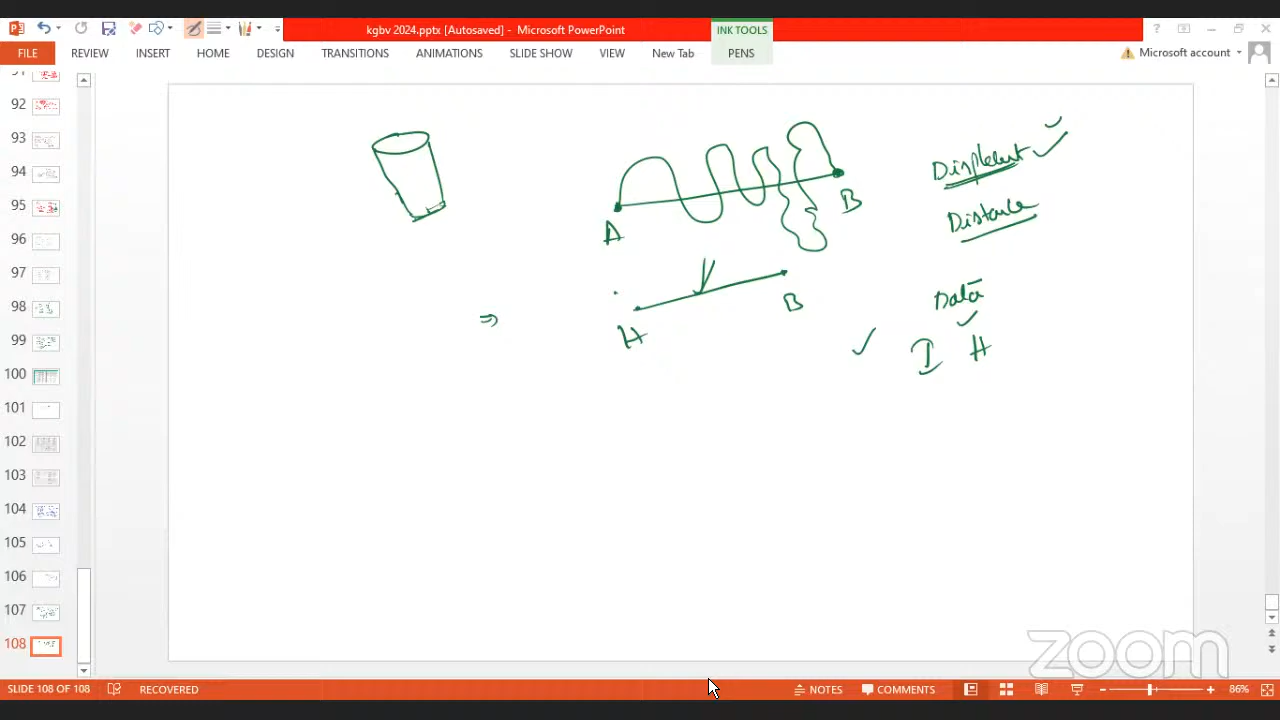 kgbv 2024.pptx [Autosaved] - Microsoft PowerPoint
INK TOOLS
?
FILE
REVIEW
INSERT
HOME
DESIGN
TRANSITIONS
ANIMATIONS
SLIDE SHOW
VIEW
New Tab
PENS
Microsoft account
92
93
94
95
96
97
98
99
100
101
102
103
104
105
106
107
108
A
B
Distance
B
H
Data
I H
zoom
SLIDE 108 OF 108
RECOVERED
NOTES
COMMENTS
86%